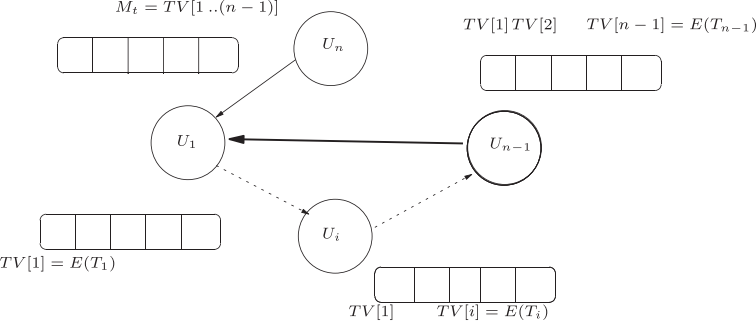 M_t = TV[1 ..(n − 1)]
TV[1] TV[2] TV[n − 1] = E(T_{n−1})
U_n
U_1
U_{n−1}
U_i
TV[1] = E(T_1)
TV[1] TV[i] = E(T_i)